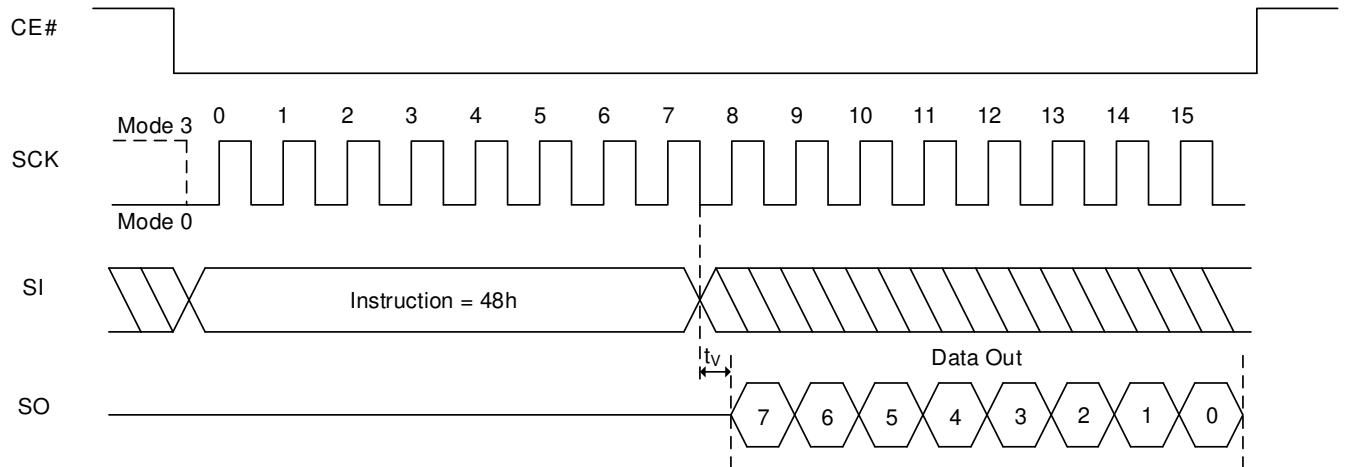 CE#
0 1 2 3 4 5 6 7 8 9 10 11 12 13 14 15
Mode 3
SCK
Mode 0
SI
Instruction = 48h
tV
Data Out
SO
7 6 5 4 3 2 1 0